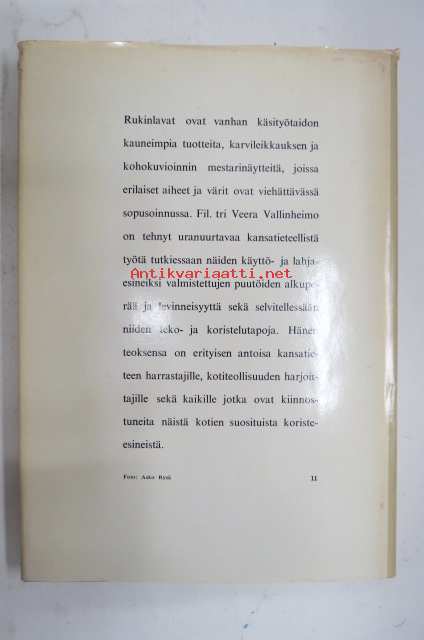 Rukinlavat ovat vanhan käsityötaidon
kauneimpia tuotteita, karvileikkauksen ja
kohokuvioinnin mestarinäytteitä, joissa
erilaiset aiheet ja värit ovat viehättävässä
sopusoinnussa. Fil. tri Veera Vallinheimo
on tehnyt uranuurtavaa kansatieteellistä
työtä tutkiessaan näiden käyttö- ja lahja-
Antikvariaatti.net
esineiksi valmistettujen puutöiden alkupe-
rää ja levinneisyyttä sekä selvitellessään
niiden teko- ja koristelutapoja. Hänen
teoksensa on erityisen antoisa kansatie-
teen harrastajille, kotiteollisuuden harjoit-
tajille sekä kaikille jotka ovat kiinnos-
tuneita näistä kotien suosituista koriste-
esineistä.
Foto: Asko 11